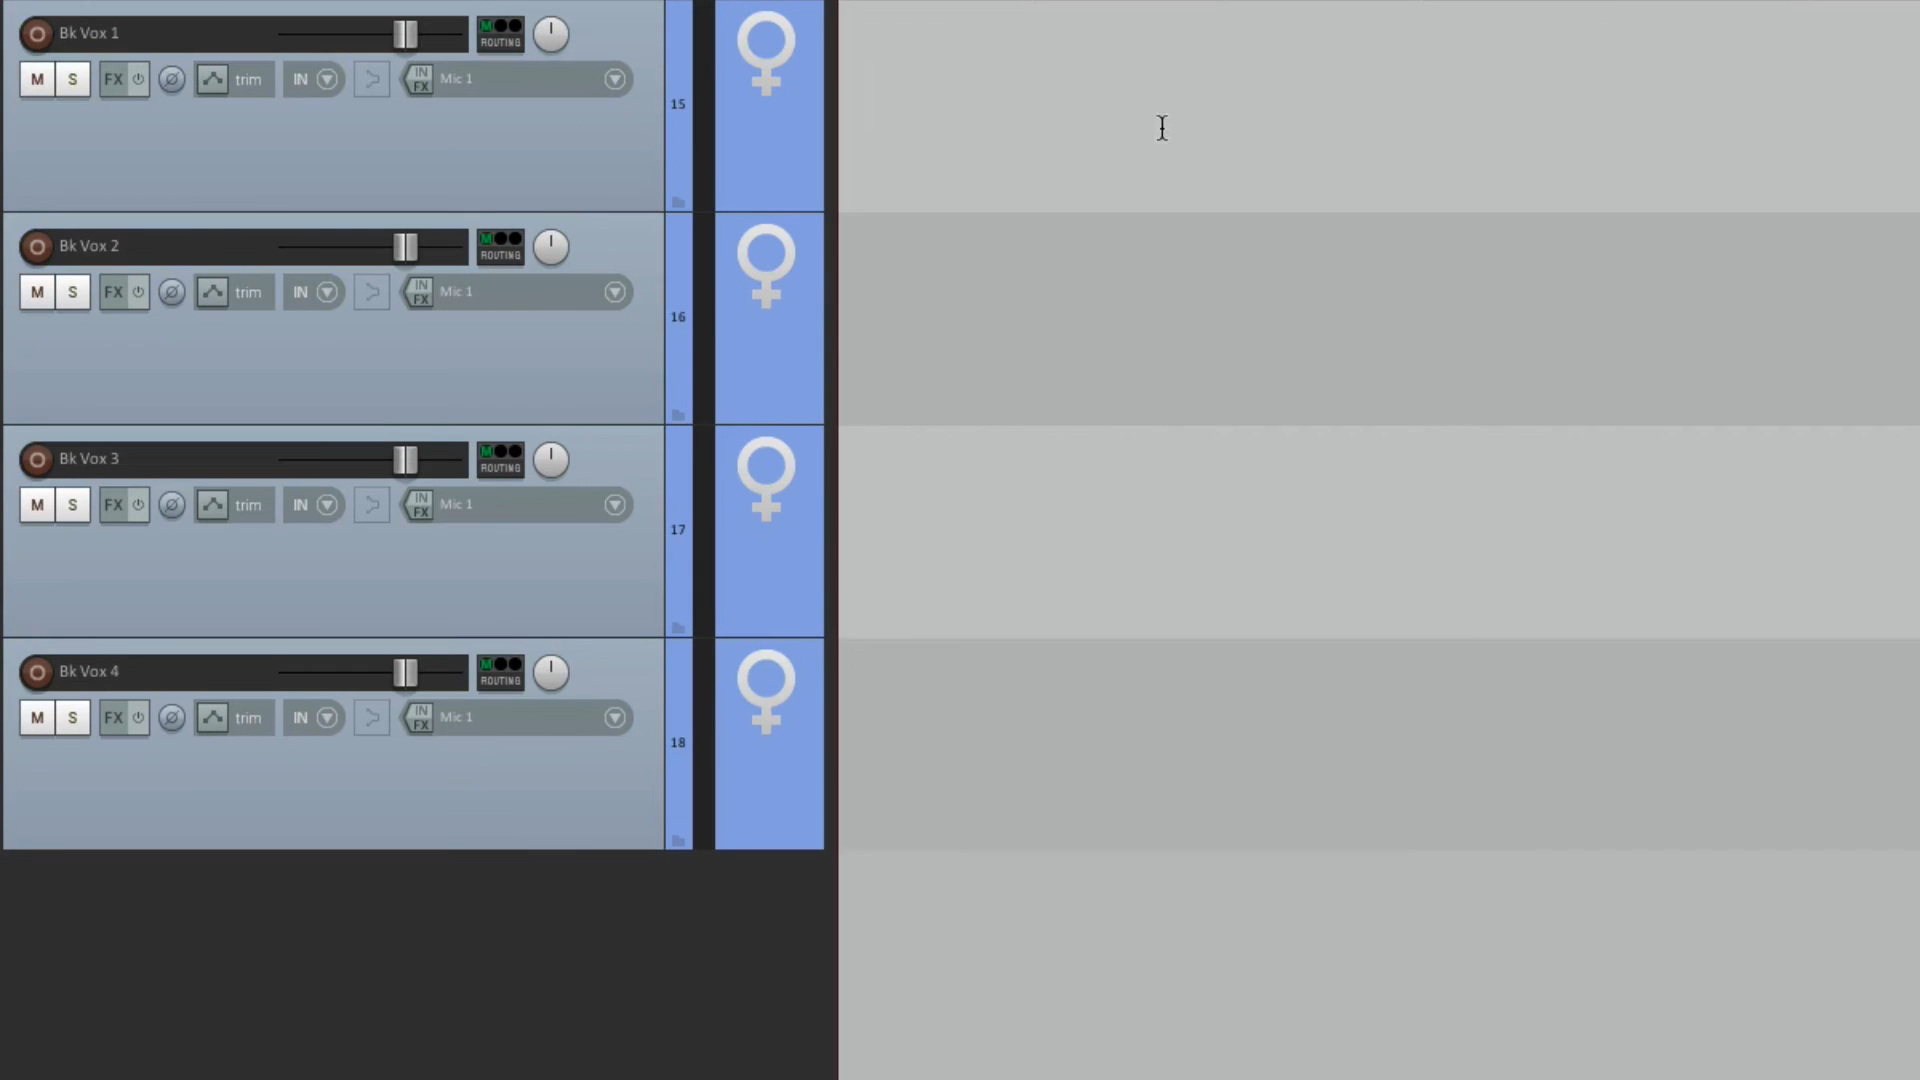 Bk Vox 1
M ROUTING
M S FX trim IN IN FX Mic 1
15
Bk Vox 2
M ROUTING
M S FX trim IN IN FX Mic 1
16
Bk Vox 3
M ROUTING
M S FX trim IN IN FX Mic 1
17
Bk Vox 4
M ROUTING
M S FX trim IN IN FX Mic 1
18